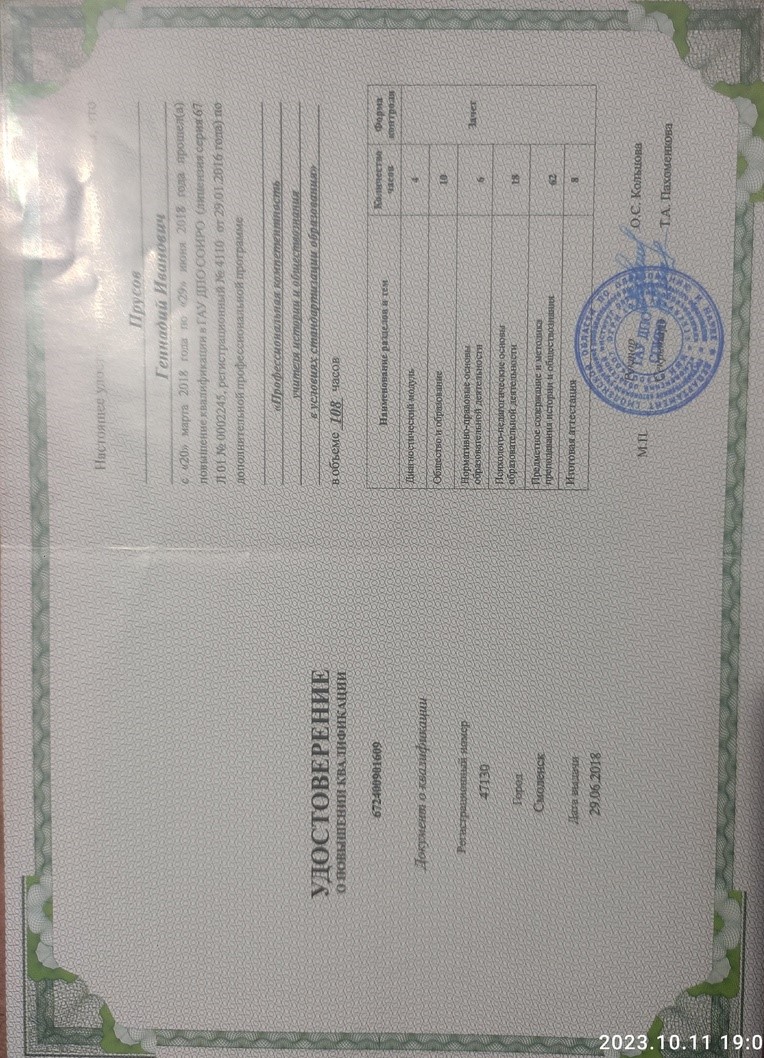 УДОСТОВЕРЕНИЕ
О ПОВЫШЕНИИ КВАЛИФИКАЦИИ
672400901609
Документ о квалификации
Регистрационный номер
47130
Город
Смоленск
Дата выдачи
29.06.2018
Настоящее
Прусов
Геннадий Иванович
с «20» марта 2018 года по «29» июня 2018 года прошел(а)
повышение квалификации в ГАУ ДПО СОИРО (лицензия серия 67
Л 01 № 0002245, регистрационный № 4110 от 29.01.2016 года) по
дополнительной профессиональной программе
«Профессиональная компетентность
учителя истории и обществознания
в условиях стандартизации образования»
в объеме 108 часов
Наименование разделов и тем Количество часов Форма контроля
Диагностический модуль 4 Зачет
Общество и образование 10
Нормативно-правовые основы образовательной деятельности 6
Психолого-педагогические основы образовательной деятельности 18
Предметное содержание и методика преподавания истории и обществознания 62
Итоговая аттестация 8
О.С. Кольцова
М.П. Т.А. Пахоменкова
2023.10.11 19:0